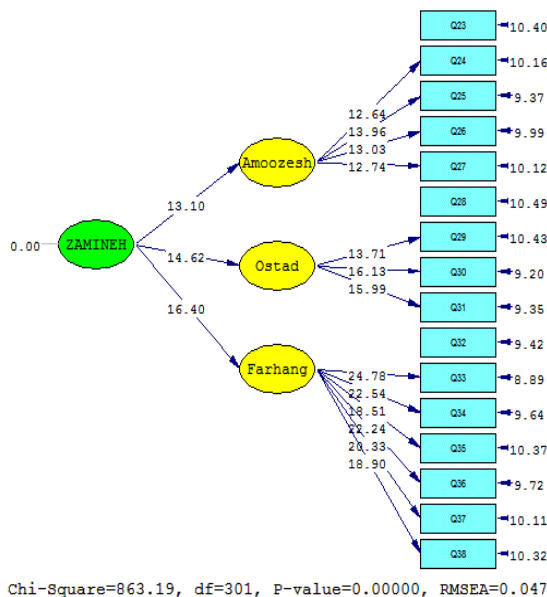 Q23 10.40
Q24 10.16
Q25 9.37
12.64
13.96
Q26 9.99
13.03
Amoozesh
12.74
Q27 10.12
Q28 10.49
13.10
Q29 10.43
0.00 ZAMINEH
13.71
14.62
Ostad
16.13
Q30 9.20
15.99
Q31 9.35
16.40
Q32 9.42
Farhang
24.78
Q33 8.89
22.54
Q34 9.64
18.51
22.24
Q35 10.37
20.33
18.90
Q36 9.72
Q37 10.11
Q38 10.32
Chi-Square=863.19, df=301, P-value=0.00000, RMSEA=0.047